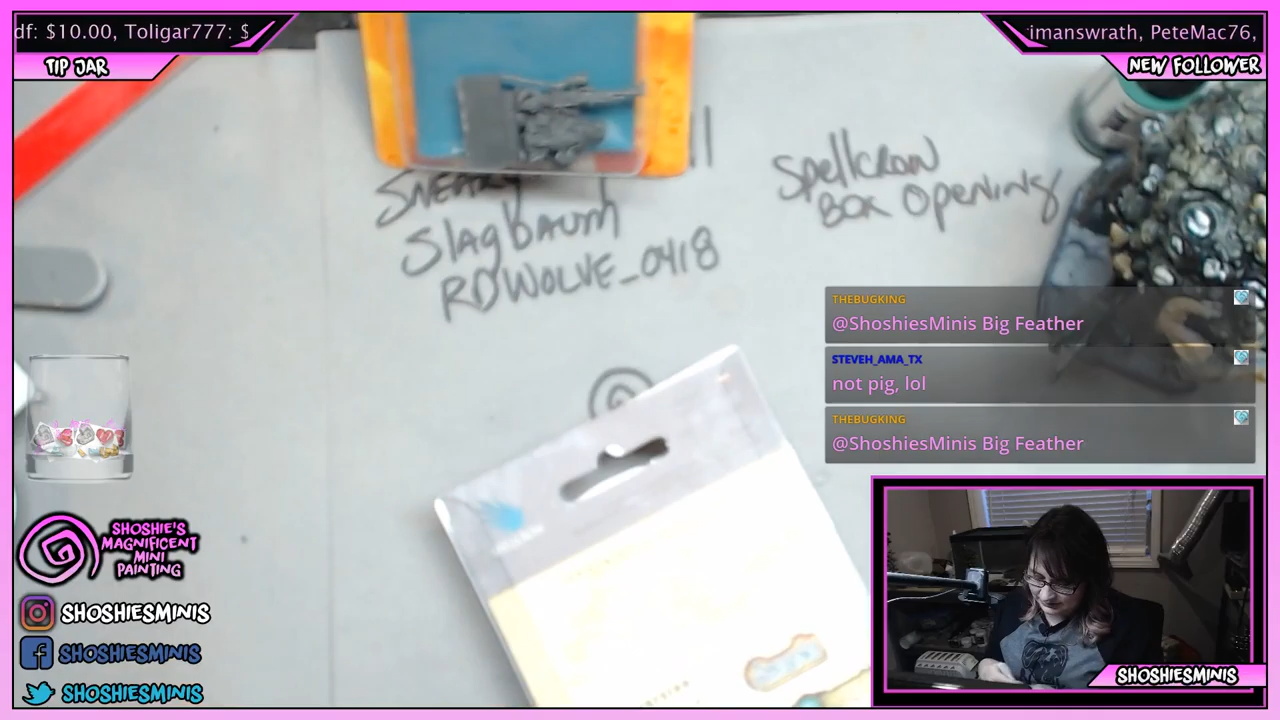 df: $10.00, Toligar777: $
TIP JAR
imanswrath, PeteMac76,
NEW FOLLOWER
Slagbaum
RDWOLVE_0418
Spellcrow
Box Opening
THEBUGKING
@ShoshiesMinis Big Feather
STEVEH_AMA_TX
not pig, lol
THEBUGKING
@ShoshiesMinis Big Feather
SHOSHIE'S
MAGNIFICENT
MINI
PAINTING
SHOSHIESMINIS
SHOSHIESMINIS
SHOSHIESMINIS
SHOSHIESMINIS